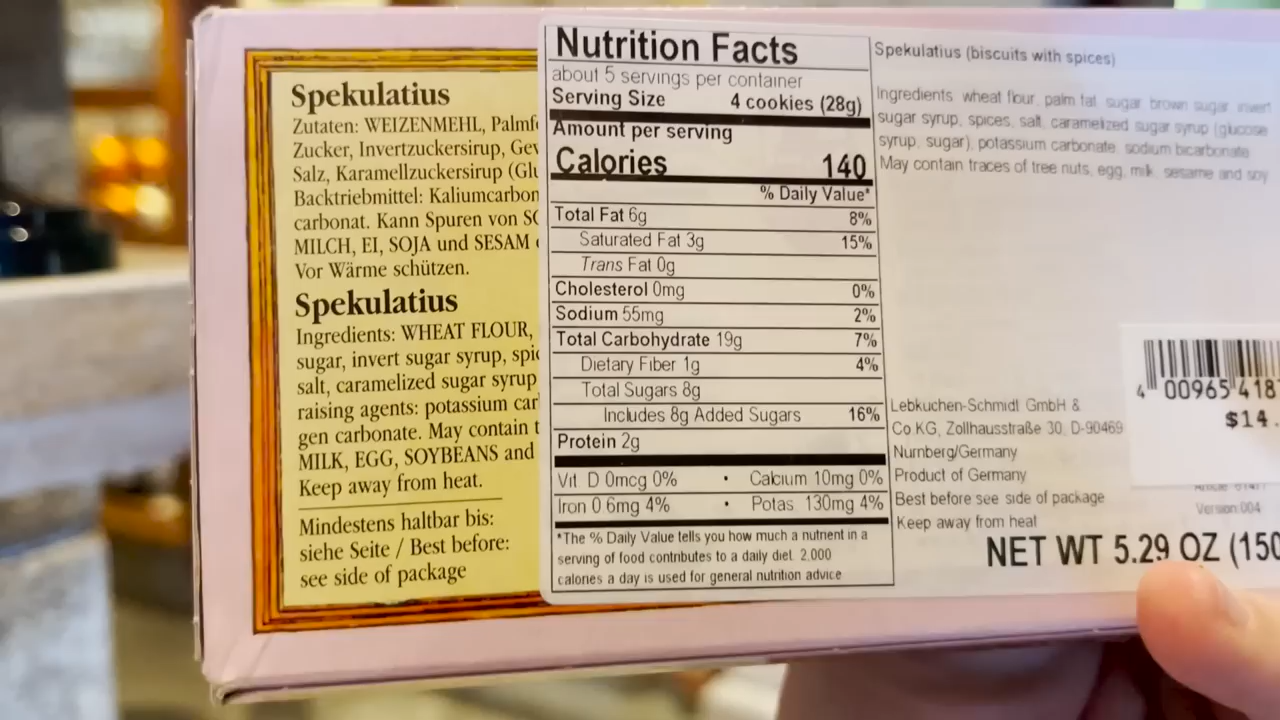 Spekulatius
Zutaten: WEIZENMEHL, Palmf
Zucker, Invertzuckersirup, Gew
Salz, Karamellzuckersirup (Glu
Backtriebmittel: Kaliumcarbon
carbonat. Kann Spuren von SC
MILCH, EI, SOJA und SESAM
Vor Wärme schützen.
Spekulatius
Ingredients: WHEAT FLOUR,
sugar, invert sugar syrup, spic
salt, caramelized sugar syrup
raising agents: potassium car
gen carbonate. May contain t
MILK, EGG, SOYBEANS and
Keep away from heat.
Mindestens haltbar bis:
siehe Seite / Best before:
see side of package
Nutrition Facts
about 5 servings per container
Serving Size 4 cookies (28g)
Amount per serving
Calories 140
% Daily Value*
Total Fat 6g 8%
Saturated Fat 3g 15%
Trans Fat 0g
Cholesterol 0mg 0%
Sodium 55mg 2%
Total Carbohydrate 19g 7%
Dietary Fiber 1g 4%
Total Sugars 8g
Includes 8g Added Sugars 16%
Protein 2g
Vit D 0mcg 0% • Calcium 10mg 0%
Iron 0 6mg 4% • Potas 130mg 4%
*The % Daily Value tells you how much a nutrient in a
serving of food contributes to a daily diet. 2,000
calories a day is used for general nutrition advice
Spekulatius (biscuits with spices)
Ingredients wheat flour, palm fat, sugar, brown sugar, invert
sugar syrup, spices, salt, caramelized sugar syrup (glucose
syrup, sugar), potassium carbonate, sodium bicarbonate
May contain traces of tree nuts, egg, milk, sesame and soy
Lebkuchen-Schmidt GmbH &
Co.KG, Zollhausstraße 30, D-90469
Nurnberg/Germany
Product of Germany
Best before see side of package
Keep away from heat
4 00965 418
$14.
Version:004
NET WT 5.29 OZ (150